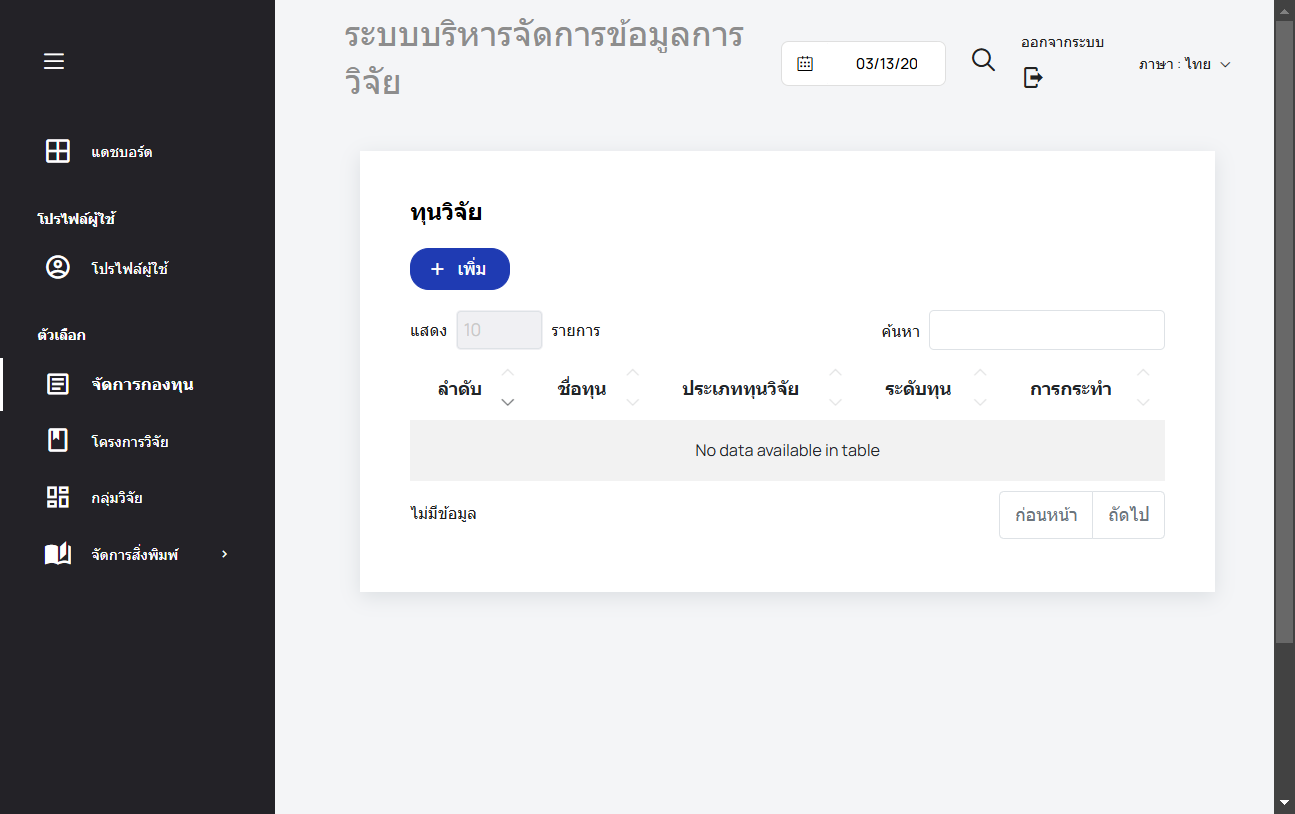 ระบบบริหารจัดการข้อมูลการ
วิจัย
03/13/20
ออกจากระบบ
ภาษา : ไทย
แดชบอร์ด
โปรไฟล์ผู้ใช้
โปรไฟล์ผู้ใช้
ตัวเลือก
จัดการกองทุน
โครงการวิจัย
กลุ่มวิจัย
จัดการสิ่งพิมพ์
ทุนวิจัย
+ เพิ่ม
แสดง 10 รายการ
ค้นหา
ลำดับ ชื่อทุน ประเภททุนวิจัย ระดับทุน การกระทำ
No data available in table
ไม่มีข้อมูล
ก่อนหน้า ถัดไป